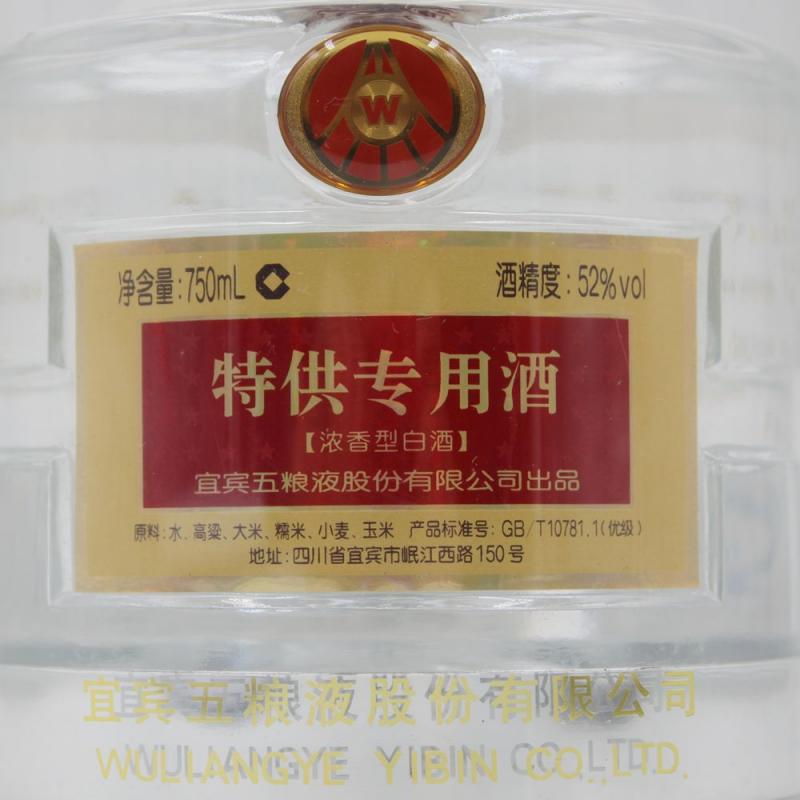 W
净含量:750mL C
酒精度:52%vol
特供专用酒
【浓香型白酒】
宜宾五粮液股份有限公司出品
原料:水、高粱、大米、糯米、小麦、玉米 产品标准号:GB/T10781.1(优级)
地址:四川省宜宾市岷江西路150号
宜宾五粮液股份有限公司
WULIANGYE YIBIN CO.,LTD.